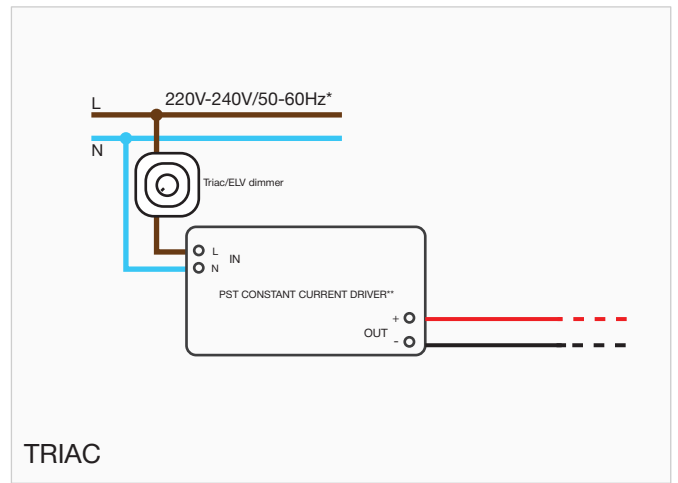 L
220V-240V/50-60Hz*
N
Triac/ELV dimmer
L
IN
N
PST CONSTANT CURRENT DRIVER**
+
OUT
-
TRIAC